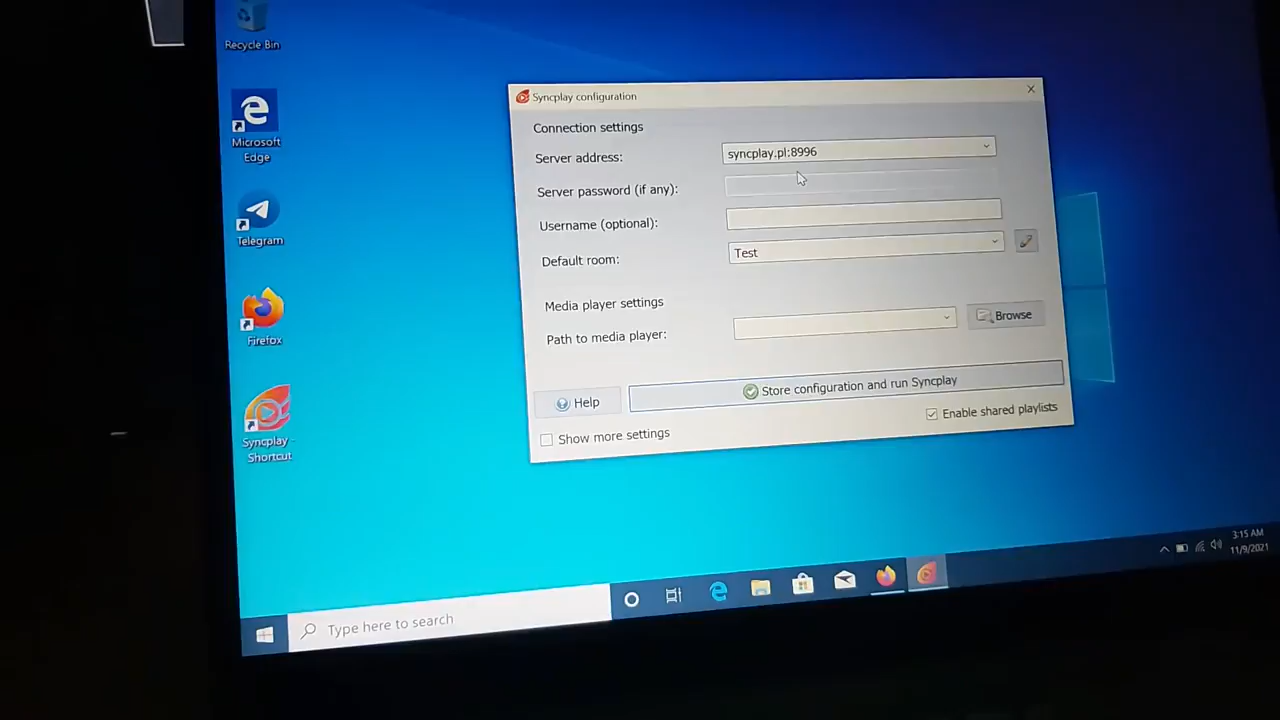 Recycle Bin
Microsoft
Edge
Telegram
Firefox
Syncplay -
Shortcut
Syncplay configuration
Connection settings
Server address:
syncplay.pl:8996
Server password (if any):
Username (optional):
Default room:
Test
Media player settings
Path to media player:
Browse
Help
Store configuration and run Syncplay
Show more settings
Enable shared playlists
Type here to search
3:15 AM
11/9/2021